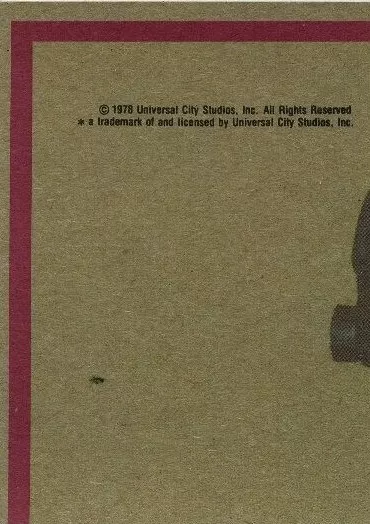 © 1978 Universal City Studios, Inc. All Rights Reserved
* a trademark of and licensed by Universal City Studios, Inc.